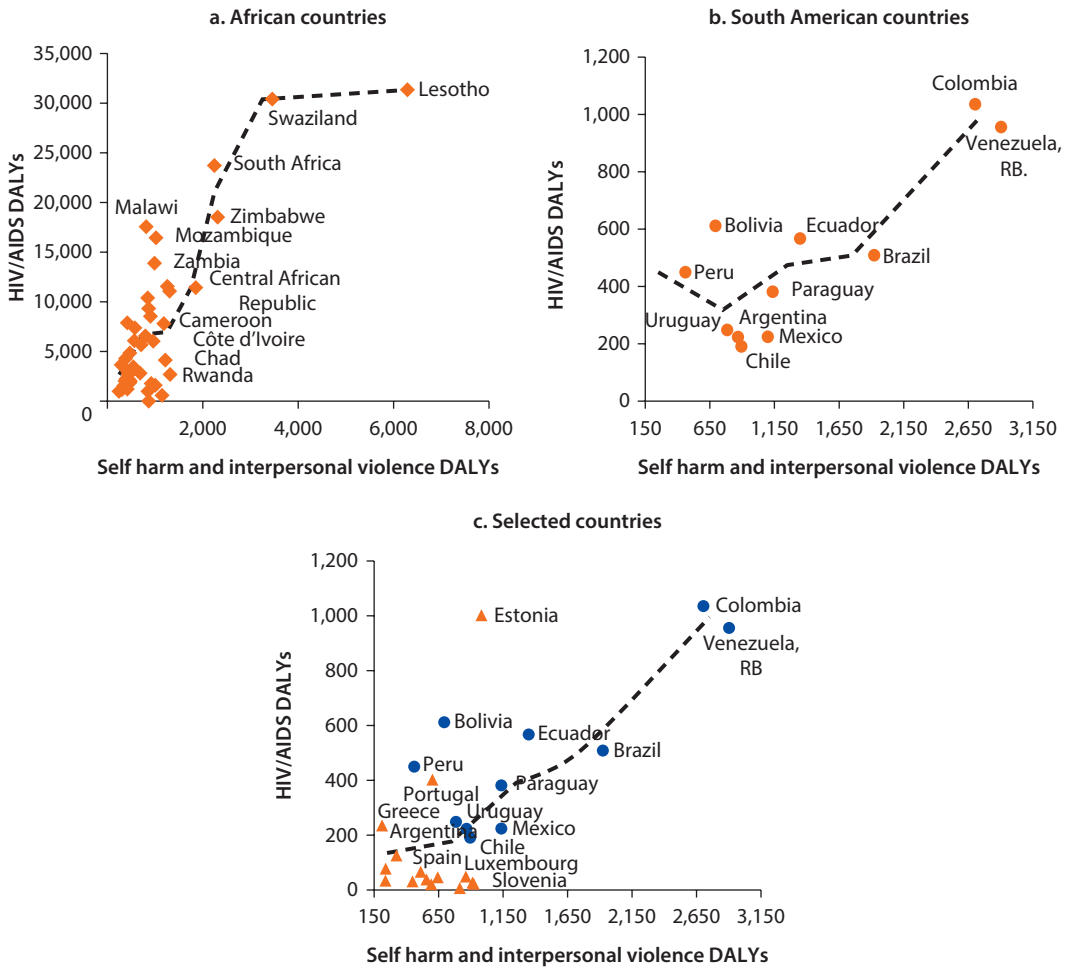 a. African countries
35,000
30,000
25,000
20,000
15,000
10,000
5,000
0
HIV/AIDS DALYs
Lesotho
Swaziland
South Africa
Malawi
Zimbabwe
Mozambique
Zambia
Central African
Republic
Cameroon
Côte d’Ivoire
Chad
Rwanda
2,000
4,000
6,000
8,000
Self harm and interpersonal violence DALYs
b. South American countries
1,200
1,000
800
600
400
200
0
HIV/AIDS DALYs
Colombia
Venezuela,
RB.
Bolivia
Ecuador
Brazil
Peru
Paraguay
Uruguay
Argentina
Mexico
Chile
150
650
1,150
1,650
2,150
2,650
3,150
Self harm and interpersonal violence DALYs
c. Selected countries
1,200
1,000
800
600
400
200
0
HIV/AIDS DALYs
Estonia
Colombia
Venezuela,
RB
Bolivia
Ecuador
Brazil
Peru
Portugal
Paraguay
Greece
Uruguay
Argentina
Mexico
Chile
Spain
Luxembourg
Slovenia
150
650
1,150
1,650
2,150
2,650
3,150
Self harm and interpersonal violence DALYs